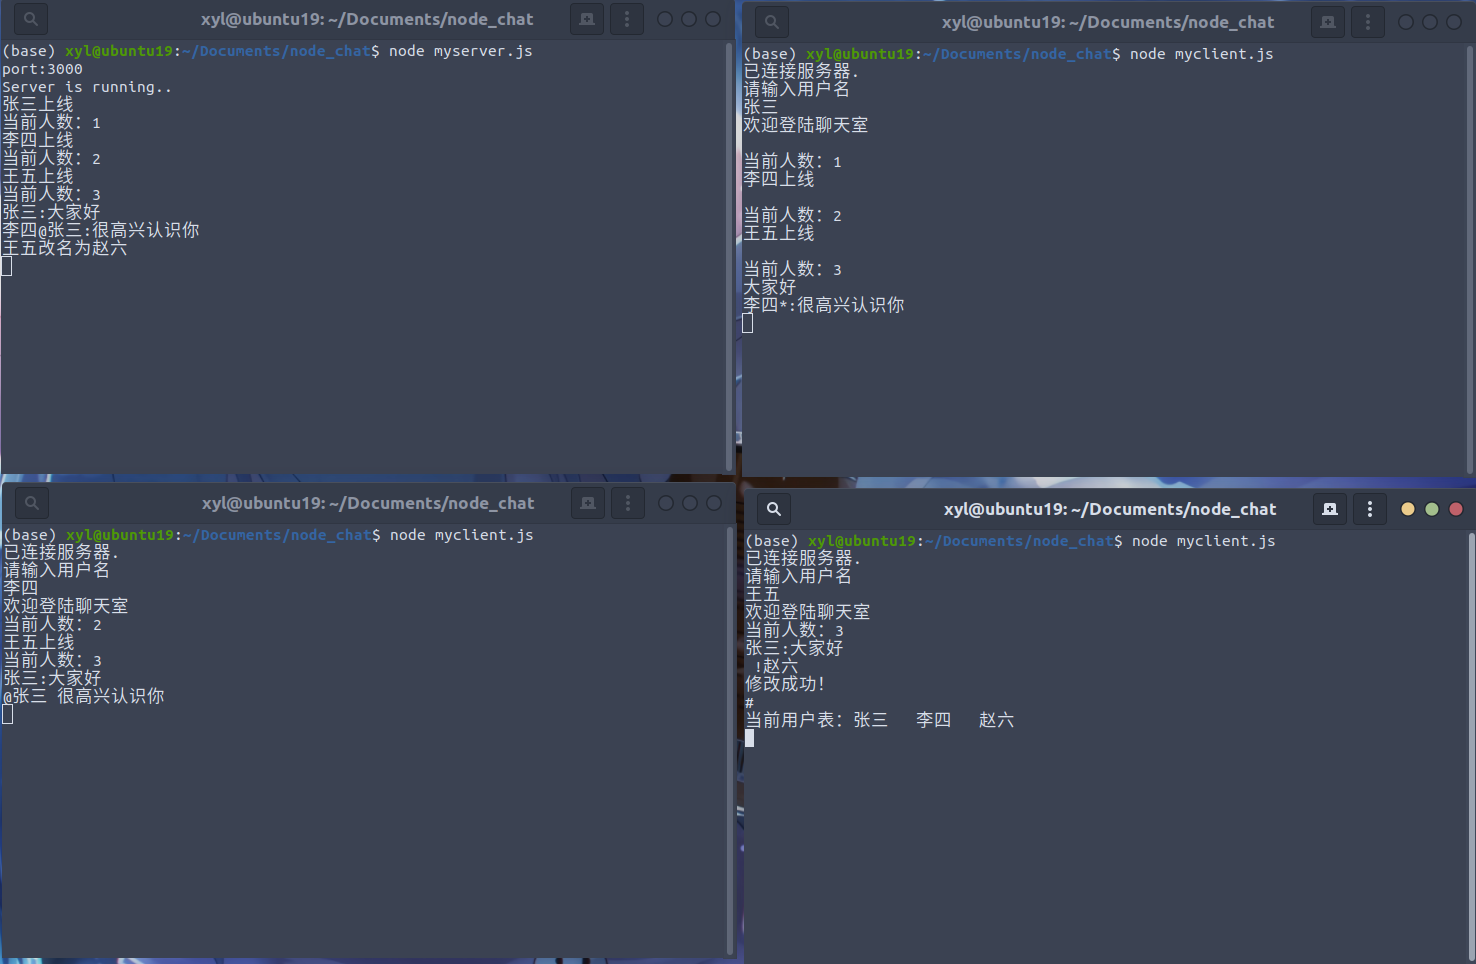 xyl@ubuntu19: ~/Documents/node_chat
(base) xyl@ubuntu19:~/Documents/node_chat$ node myserver.js
port:3000
Server is running..
张三上线
当前人数：1
李四上线
当前人数：2
王五上线
当前人数：3
张三:大家好
李四@张三:很高兴认识你
王五改名为赵六
xyl@ubuntu19: ~/Documents/node_chat
(base) xyl@ubuntu19:~/Documents/node_chat$ node myclient.js
已连接服务器.
请输入用户名
张三
欢迎登陆聊天室
当前人数：1
李四上线
当前人数：2
王五上线
当前人数：3
大家好
李四*:很高兴认识你
xyl@ubuntu19: ~/Documents/node_chat
(base) xyl@ubuntu19:~/Documents/node_chat$ node myclient.js
已连接服务器.
请输入用户名
李四
欢迎登陆聊天室
当前人数：2
王五上线
当前人数：3
张三:大家好
@张三 很高兴认识你
xyl@ubuntu19: ~/Documents/node_chat
(base) xyl@ubuntu19:~/Documents/node_chat$ node myclient.js
已连接服务器.
请输入用户名
王五
欢迎登陆聊天室
当前人数：3
张三:大家好
!赵六
修改成功!
#
当前用户表：张三 李四 赵六